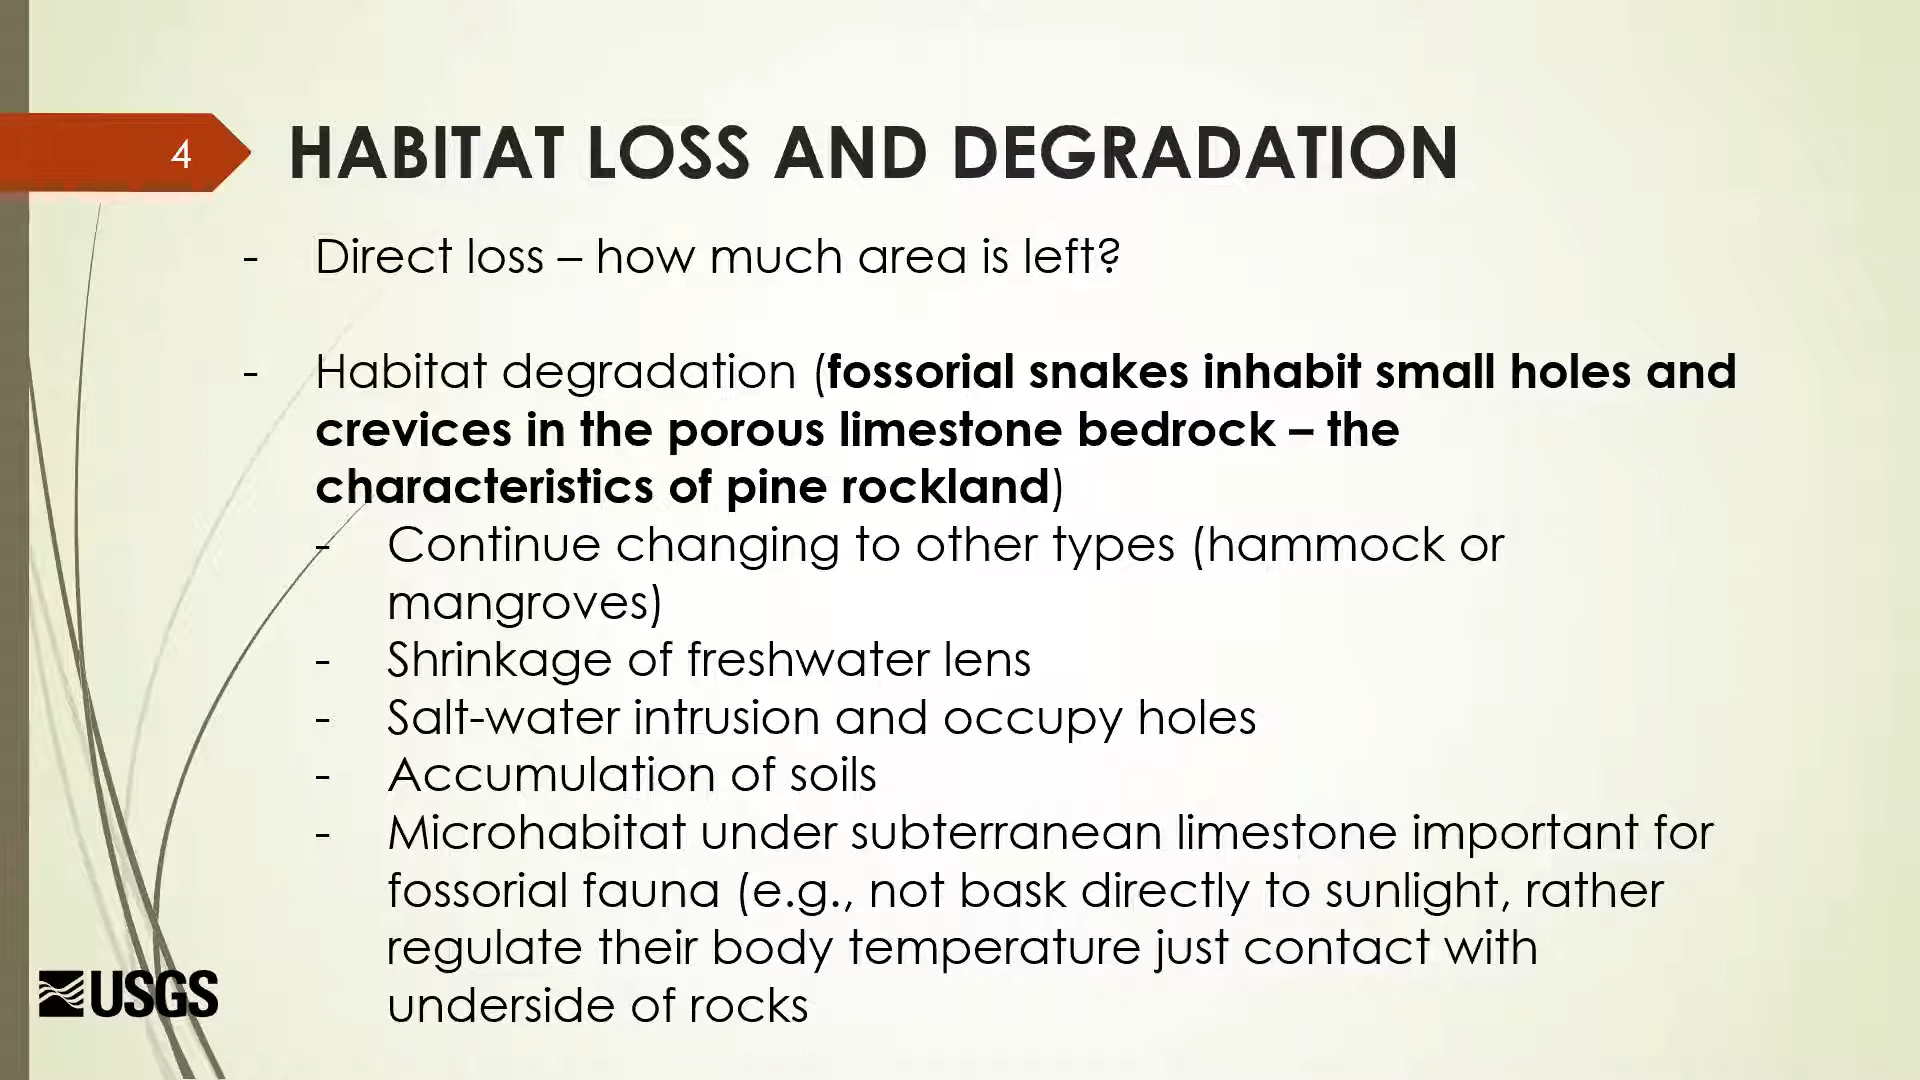 4
HABITAT LOSS AND DEGRADATION
- Direct loss – how much area is left?
- Habitat degradation (fossorial snakes inhabit small holes and
crevices in the porous limestone bedrock – the
characteristics of pine rockland)
- Continue changing to other types (hammock or
mangroves)
- Shrinkage of freshwater lens
- Salt-water intrusion and occupy holes
- Accumulation of soils
- Microhabitat under subterranean limestone important for
fossorial fauna (e.g., not bask directly to sunlight, rather
regulate their body temperature just contact with
underside of rocks
USGS